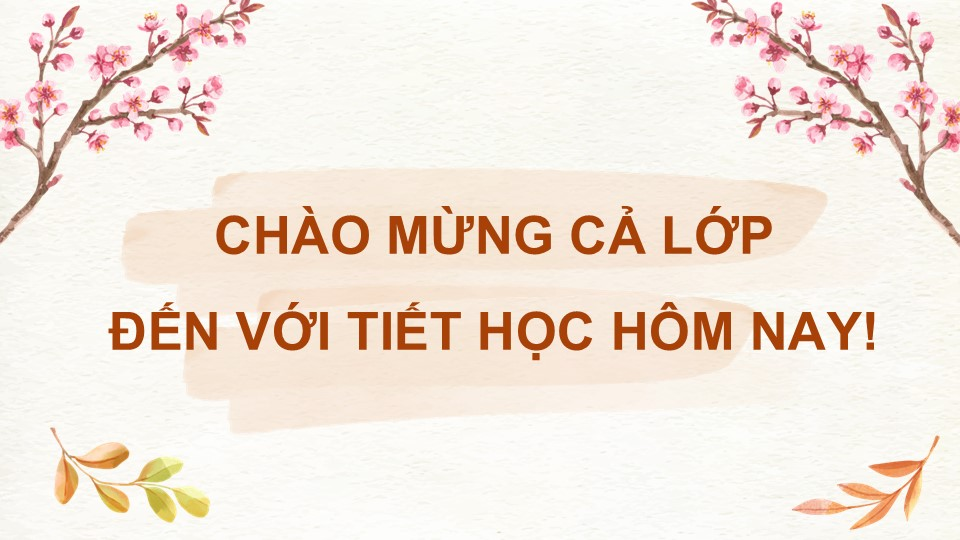 CHÀO MỪNG CẢ LỚP
ĐẾN VỚI TIẾT HỌC HÔM NAY!